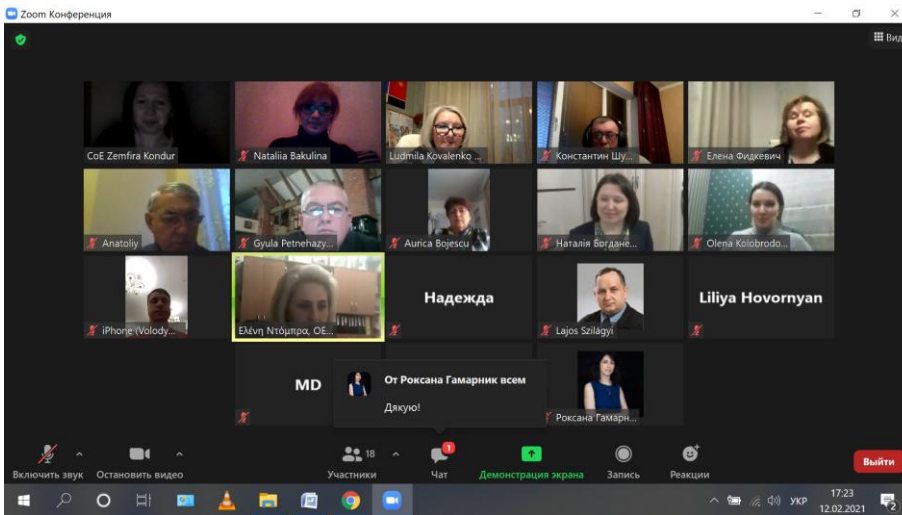 Zoom Конференция
Вид
CoE Zemfira Kondur
Nataliia Bakulina
Ludmila Kovalenko ...
Константин Шу...
Елена Фидкевич
Anatoliy
Gyula Petnehazy...
Aurica Bojescu
Наталія Богдане...
Olena Kolobrodo...
iPhone (Volody...
Ελένη Ντόμπρα, ΟΕ...
Надежда
Lajos Szilágyi
Liliya Hovornyan
MD
От Роксана Гамарник всем
Дякую!
Роксана Гамарн...
18
1
Включить звук
Остановить видео
Участники
Чат
Демонстрация экрана
Запись
Реакции
Выйти
УКР
17:23
12.02.2021
2